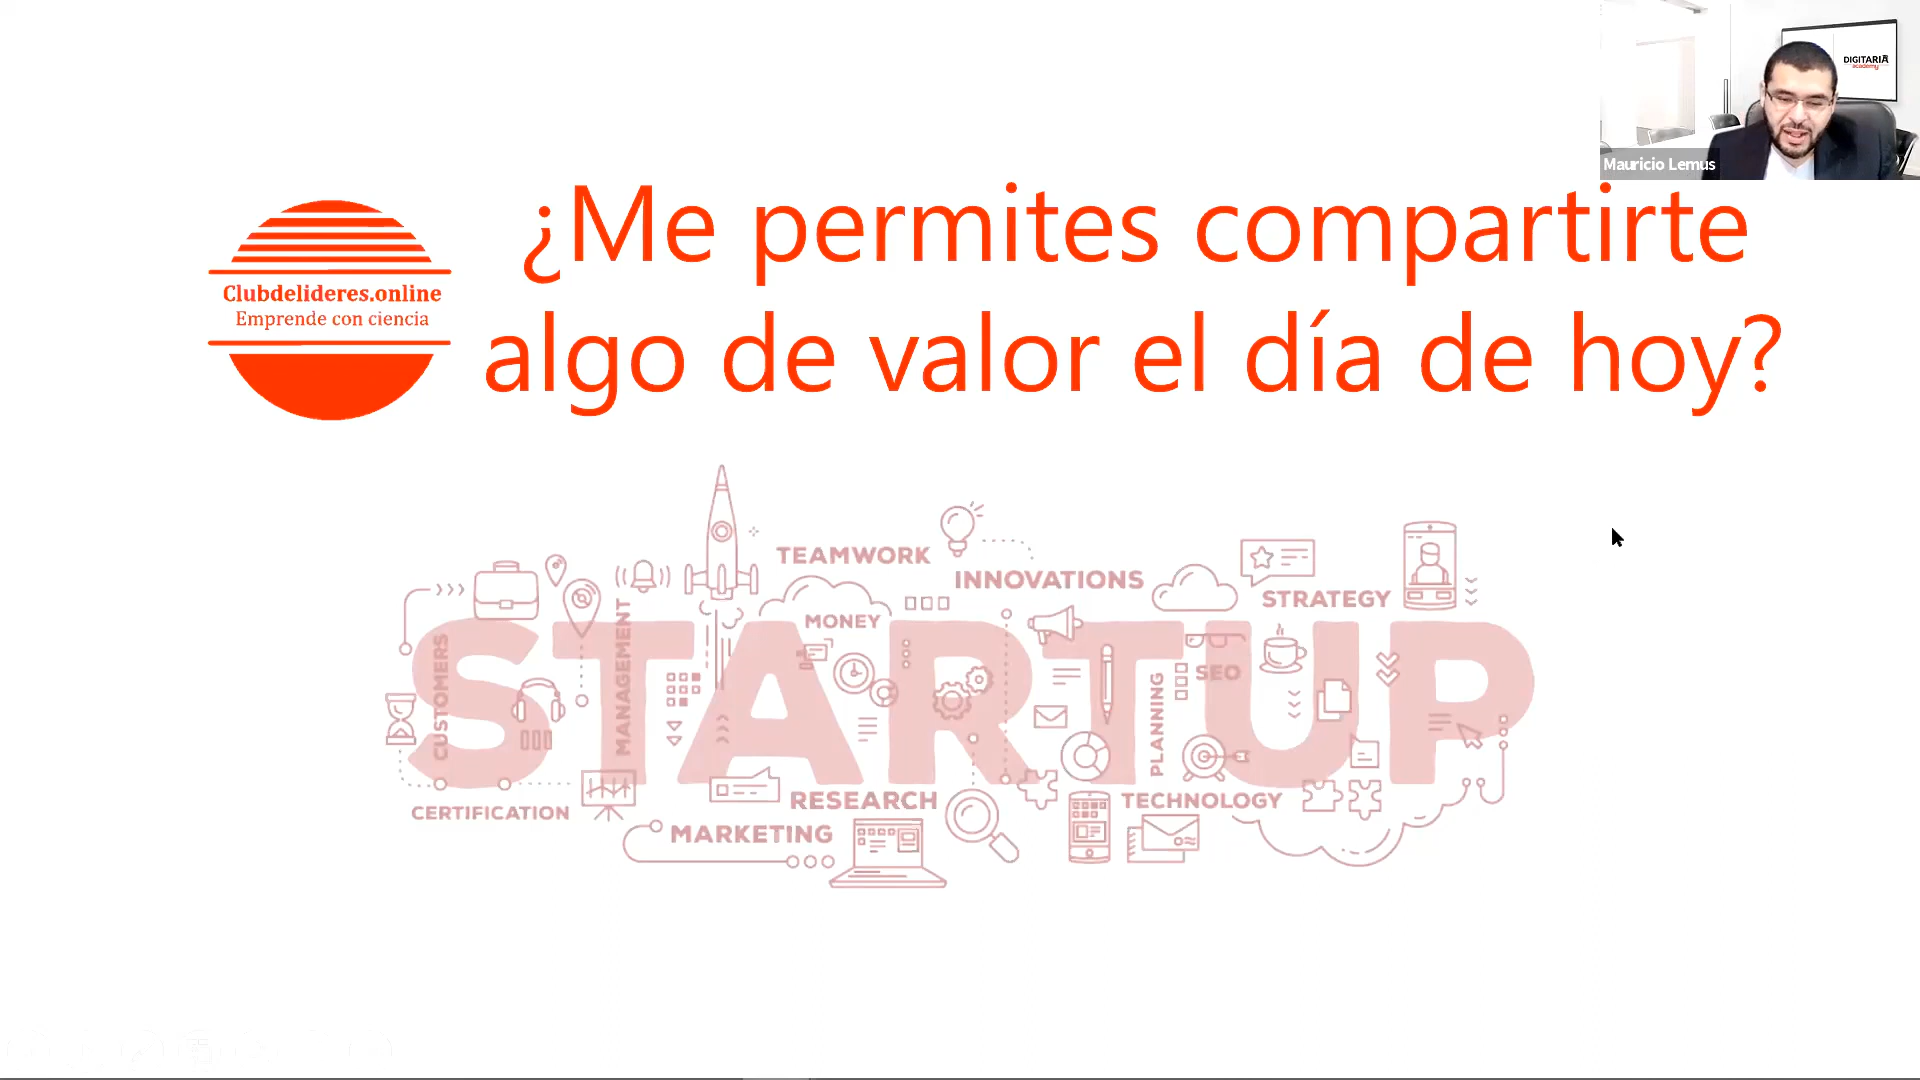 DIGITARIA
academy
Mauricio Lemus
¿Me permites compartirte
algo de valor el día de hoy?
Clubdelideres.online
Emprende con ciencia
TEAMWORK
INNOVATIONS
STRATEGY
MONEY
CUSTOMERS
MANAGEMENT
STARTUP
SEO
PLANNING
CERTIFICATION
RESEARCH
TECHNOLOGY
MARKETING